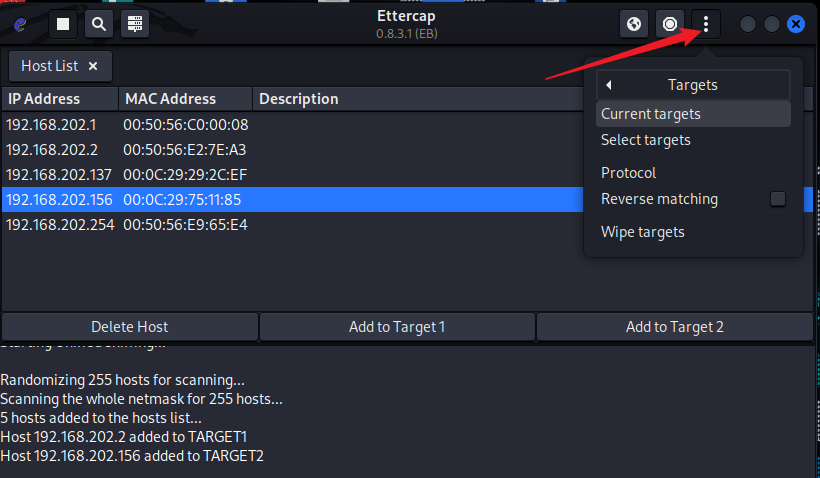 Ettercap
0.8.3.1 (EB)
Host List ×
IP Address MAC Address Description
192.168.202.1 00:50:56:C0:00:08
192.168.202.2 00:50:56:E2:7E:A3
192.168.202.137 00:0C:29:29:2C:EF
192.168.202.156 00:0C:29:75:11:85
192.168.202.254 00:50:56:E9:65:E4
Targets
Current targets
Select targets
Protocol
Reverse matching
Wipe targets
Delete Host Add to Target 1 Add to Target 2
Starting Unified sniffing...
Randomizing 255 hosts for scanning...
Scanning the whole netmask for 255 hosts...
5 hosts added to the hosts list...
Host 192.168.202.2 added to TARGET1
Host 192.168.202.156 added to TARGET2